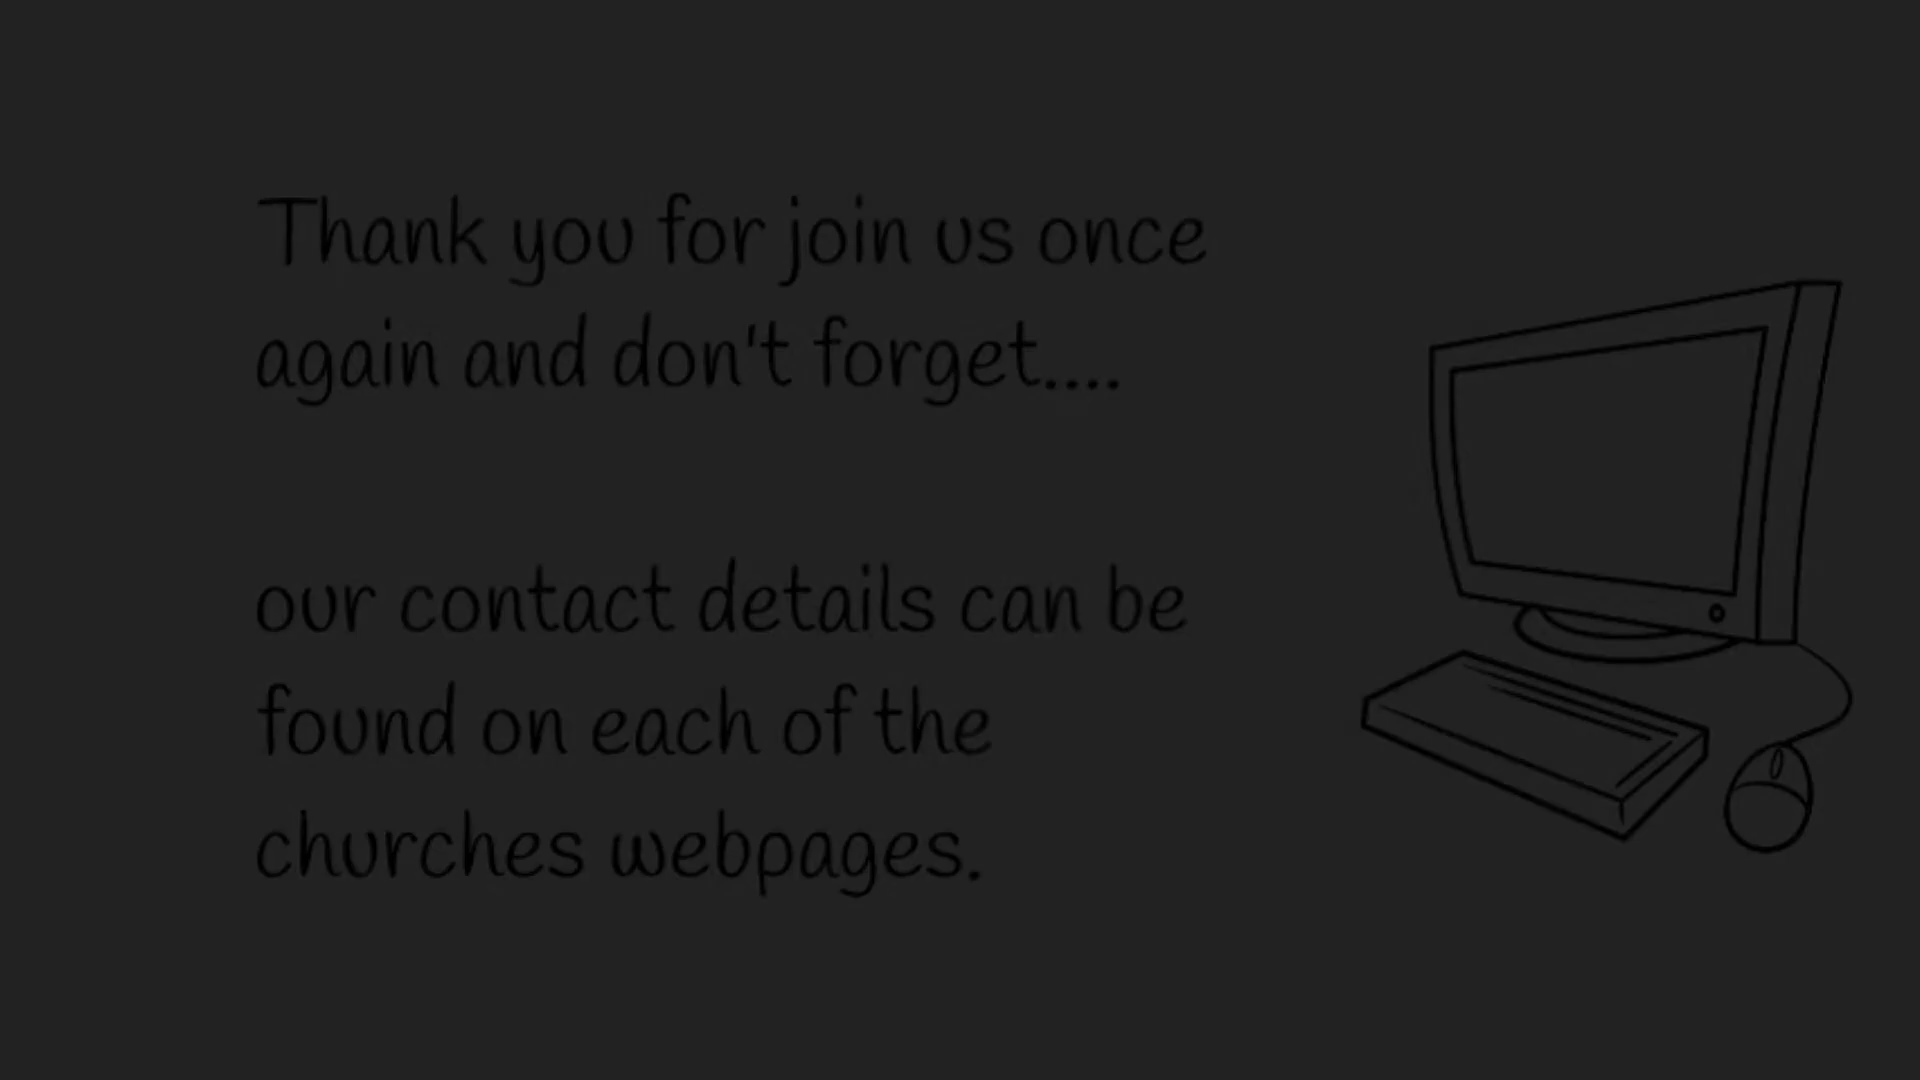 Thank you for join us once
again and don't forget....
our contact details can be
found on each of the
churches webpages.